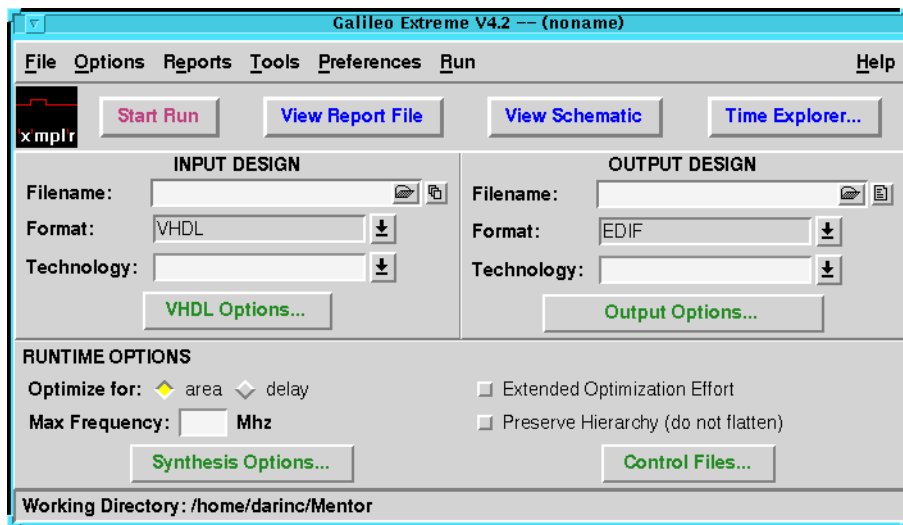 Galileo Extreme V4.2 -- (noname)
File Options Reports Tools Preferences Run Help
'x'mpl'r Start Run View Report File View Schematic Time Explorer...
INPUT DESIGN OUTPUT DESIGN
Filename: Filename:
Format: VHDL Format: EDIF
Technology: Technology:
VHDL Options... Output Options...
RUNTIME OPTIONS
Optimize for: area delay Extended Optimization Effort
Max Frequency: Mhz Preserve Hierarchy (do not flatten)
Synthesis Options... Control Files...
Working Directory: /home/darinc/Mentor